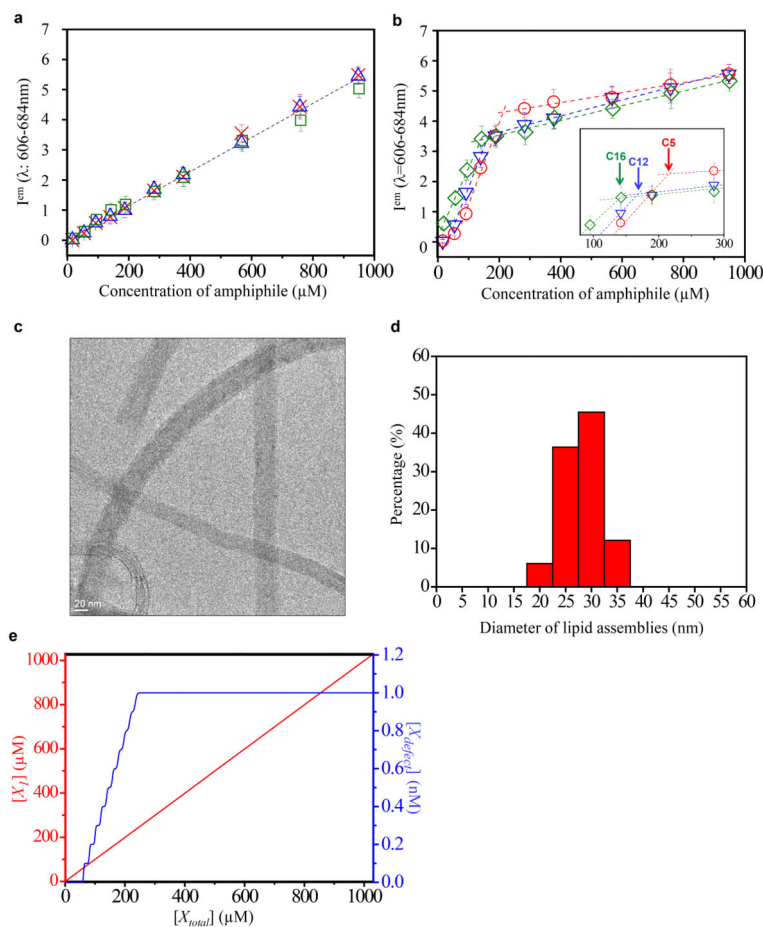 a
I^em (λ: 606-684nm)
7
6
5
4
3
2
1
0
0 200 400 600 800 1000
Concentration of amphiphile (µM)
b
I^em (λ=606-684nm)
7
6
5
4
3
2
1
0
0 200 400 600 800 1000
Concentration of amphiphile (µM)
C16 C12 C5
100 200 300
c
20 nm
d
Percentage (%)
60
50
40
30
20
10
0
0 5 10 15 20 25 30 35 40 45 50 55 60
Diameter of lipid assemblies (nm)
e
[X_1] (µM)
1000
800
600
400
200
0
0 200 400 600 800 1000
[X_total] (µM)
1.2
1.0
0.8
0.6
0.4
0.2
0.0
[X_defect] (nM)